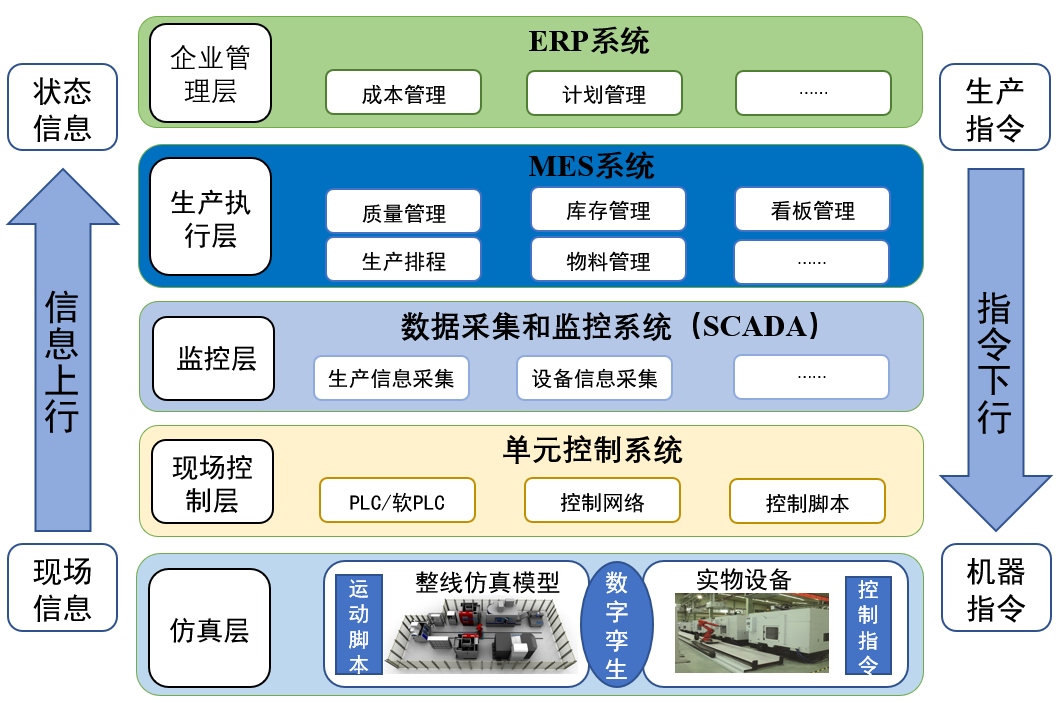 企业管
理层
ERP系统
成本管理
计划管理
……
状态
信息
生产
指令
生产执
行层
MES系统
质量管理
库存管理
看板管理
生产排程
物料管理
……
信息上行
指令下行
监控层
数据采集和监控系统（SCADA）
生产信息采集
设备信息采集
……
现场控
制层
单元控制系统
PLC/软PLC
控制网络
控制脚本
现场
信息
机器
指令
仿真层
运动脚本
整线仿真模型
数字孪生
实物设备
控制指令